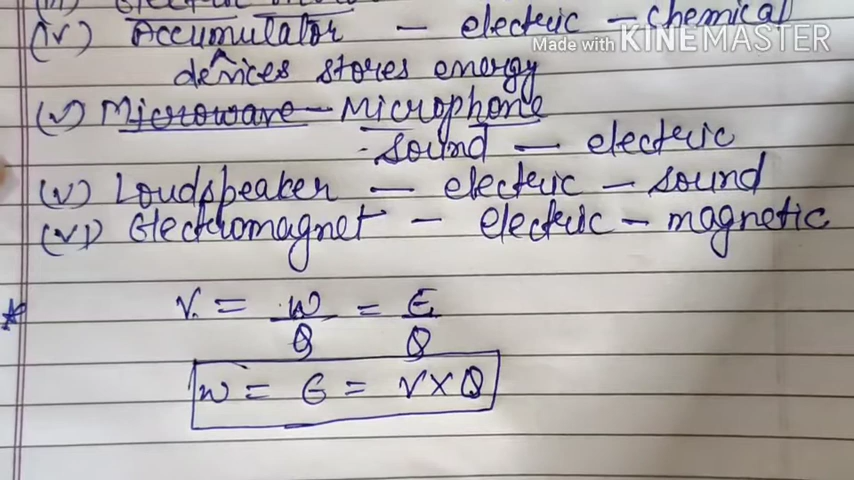 (iv) Accumulator — electric — chemical
Made with KINEMASTER
devices stores energy
(v) Microware — Microphone
- sound — electric
(v) Loudspeaker — electric — sound
(vi) Electromagnet — electric — magnetic
* V. = W/Q = E/Q
W = E = V×Q